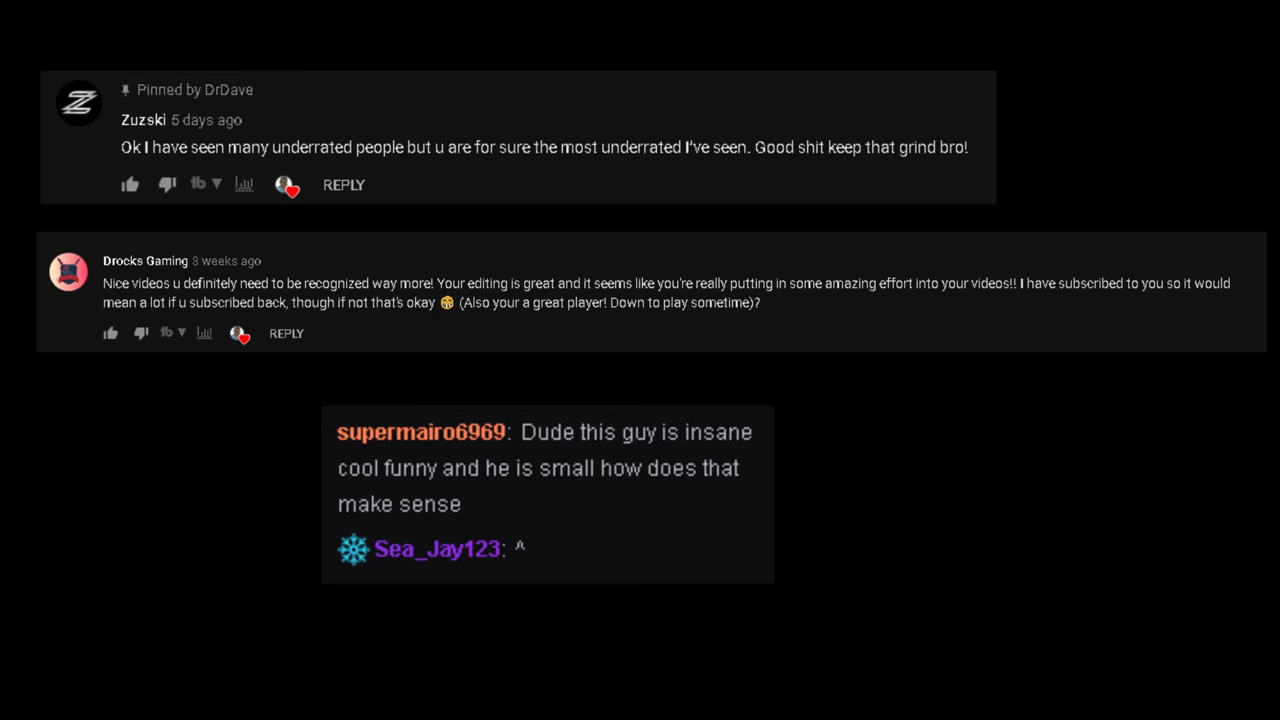 Pinned by DrDave
Zuzski 5 days ago
Ok I have seen many underrated people but u are for sure the most underrated I've seen. Good shit keep that grind bro!
REPLY
Drocks Gaming 3 weeks ago
Nice videos u definitely need to be recognized way more! Your editing is great and it seems like you're really putting in some amazing effort into your videos!! I have subscribed to you so it would
mean a lot if u subscribed back, though if not that's okay (Also your a great player! Down to play sometime)?
REPLY
supermairo6969: Dude this guy is insane
cool funny and he is small how does that
make sense
Sea_Jay123: ^